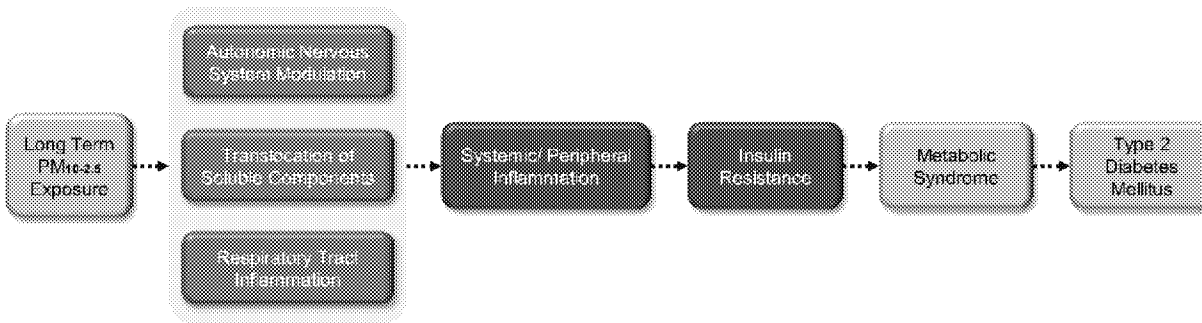 Long Term
PM10-2.5
Exposure
Autonomic Nervous
System Modulation
Translocation of
Soluble Components
Respiratory Tract
Inflammation
Systemic/ Peripheral
Inflammation
Insulin
Resistance
Metabolic
Syndrome
Type 2
Diabetes
Mellitus